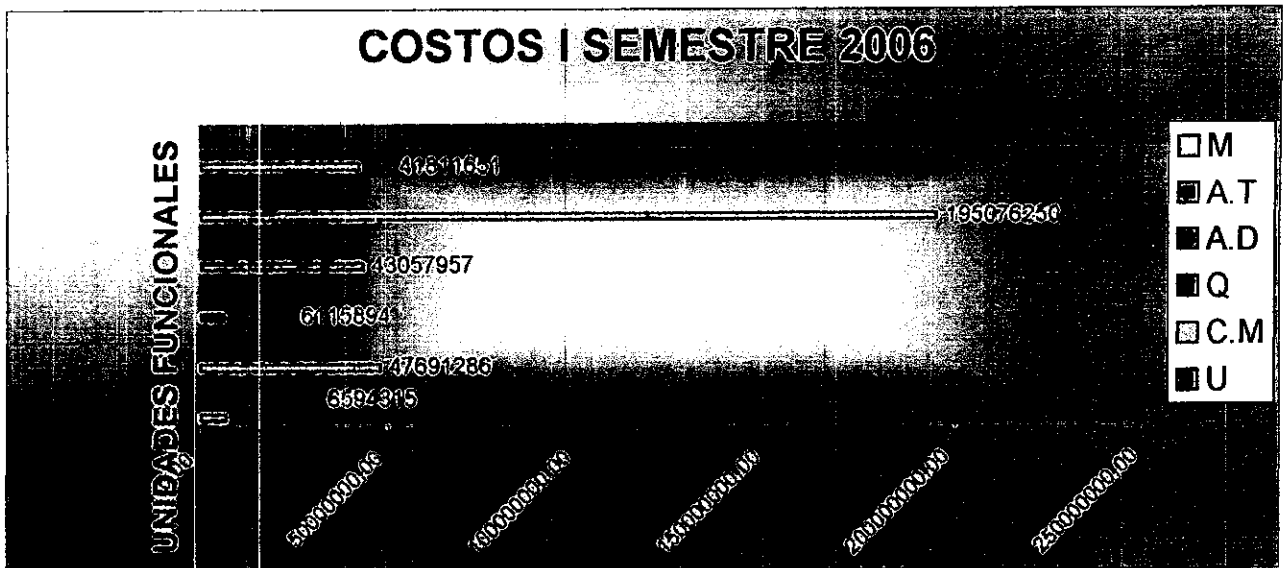 COSTOS I SEMESTRE 2006
UNIDADES FUNCIONALES
41811651
195076250
43057957
6115894
47691286
6594315
50000000.00
100000000.00
150000000.00
200000000.00
250000000.00
M
A.T
A.D
Q
C.M
U